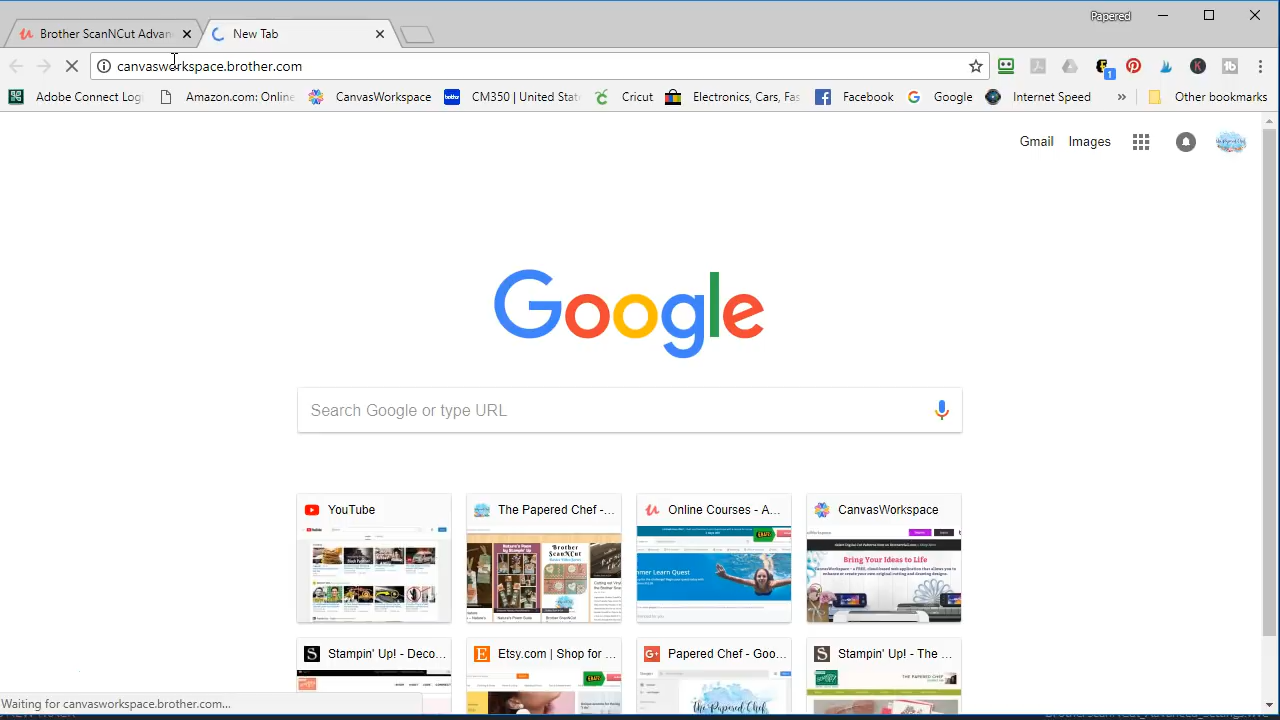 Papered
Brother ScanNCut Advan
New Tab
canvasworkspace.brother.com
1
Adobe Connect Log
Amazon.com: Online
CanvasWorkspace
brother
CM350 | United Stat
Cricut
Electronics, Cars, Fas
Facebook
Google
Internet Speed
»
Other bookmarks
Gmail
Images
Google
Search Google or type URL
YouTube
The Papered Chef -...
Online Courses - A...
CanvasWorkspace
Bring Your Ideas to Life
Stampin' Up! - Deco...
Etsy.com | Shop for ...
Papered Chef - Goo...
Stampin' Up! - The ...
Waiting for canvasworkspace.brother.com...